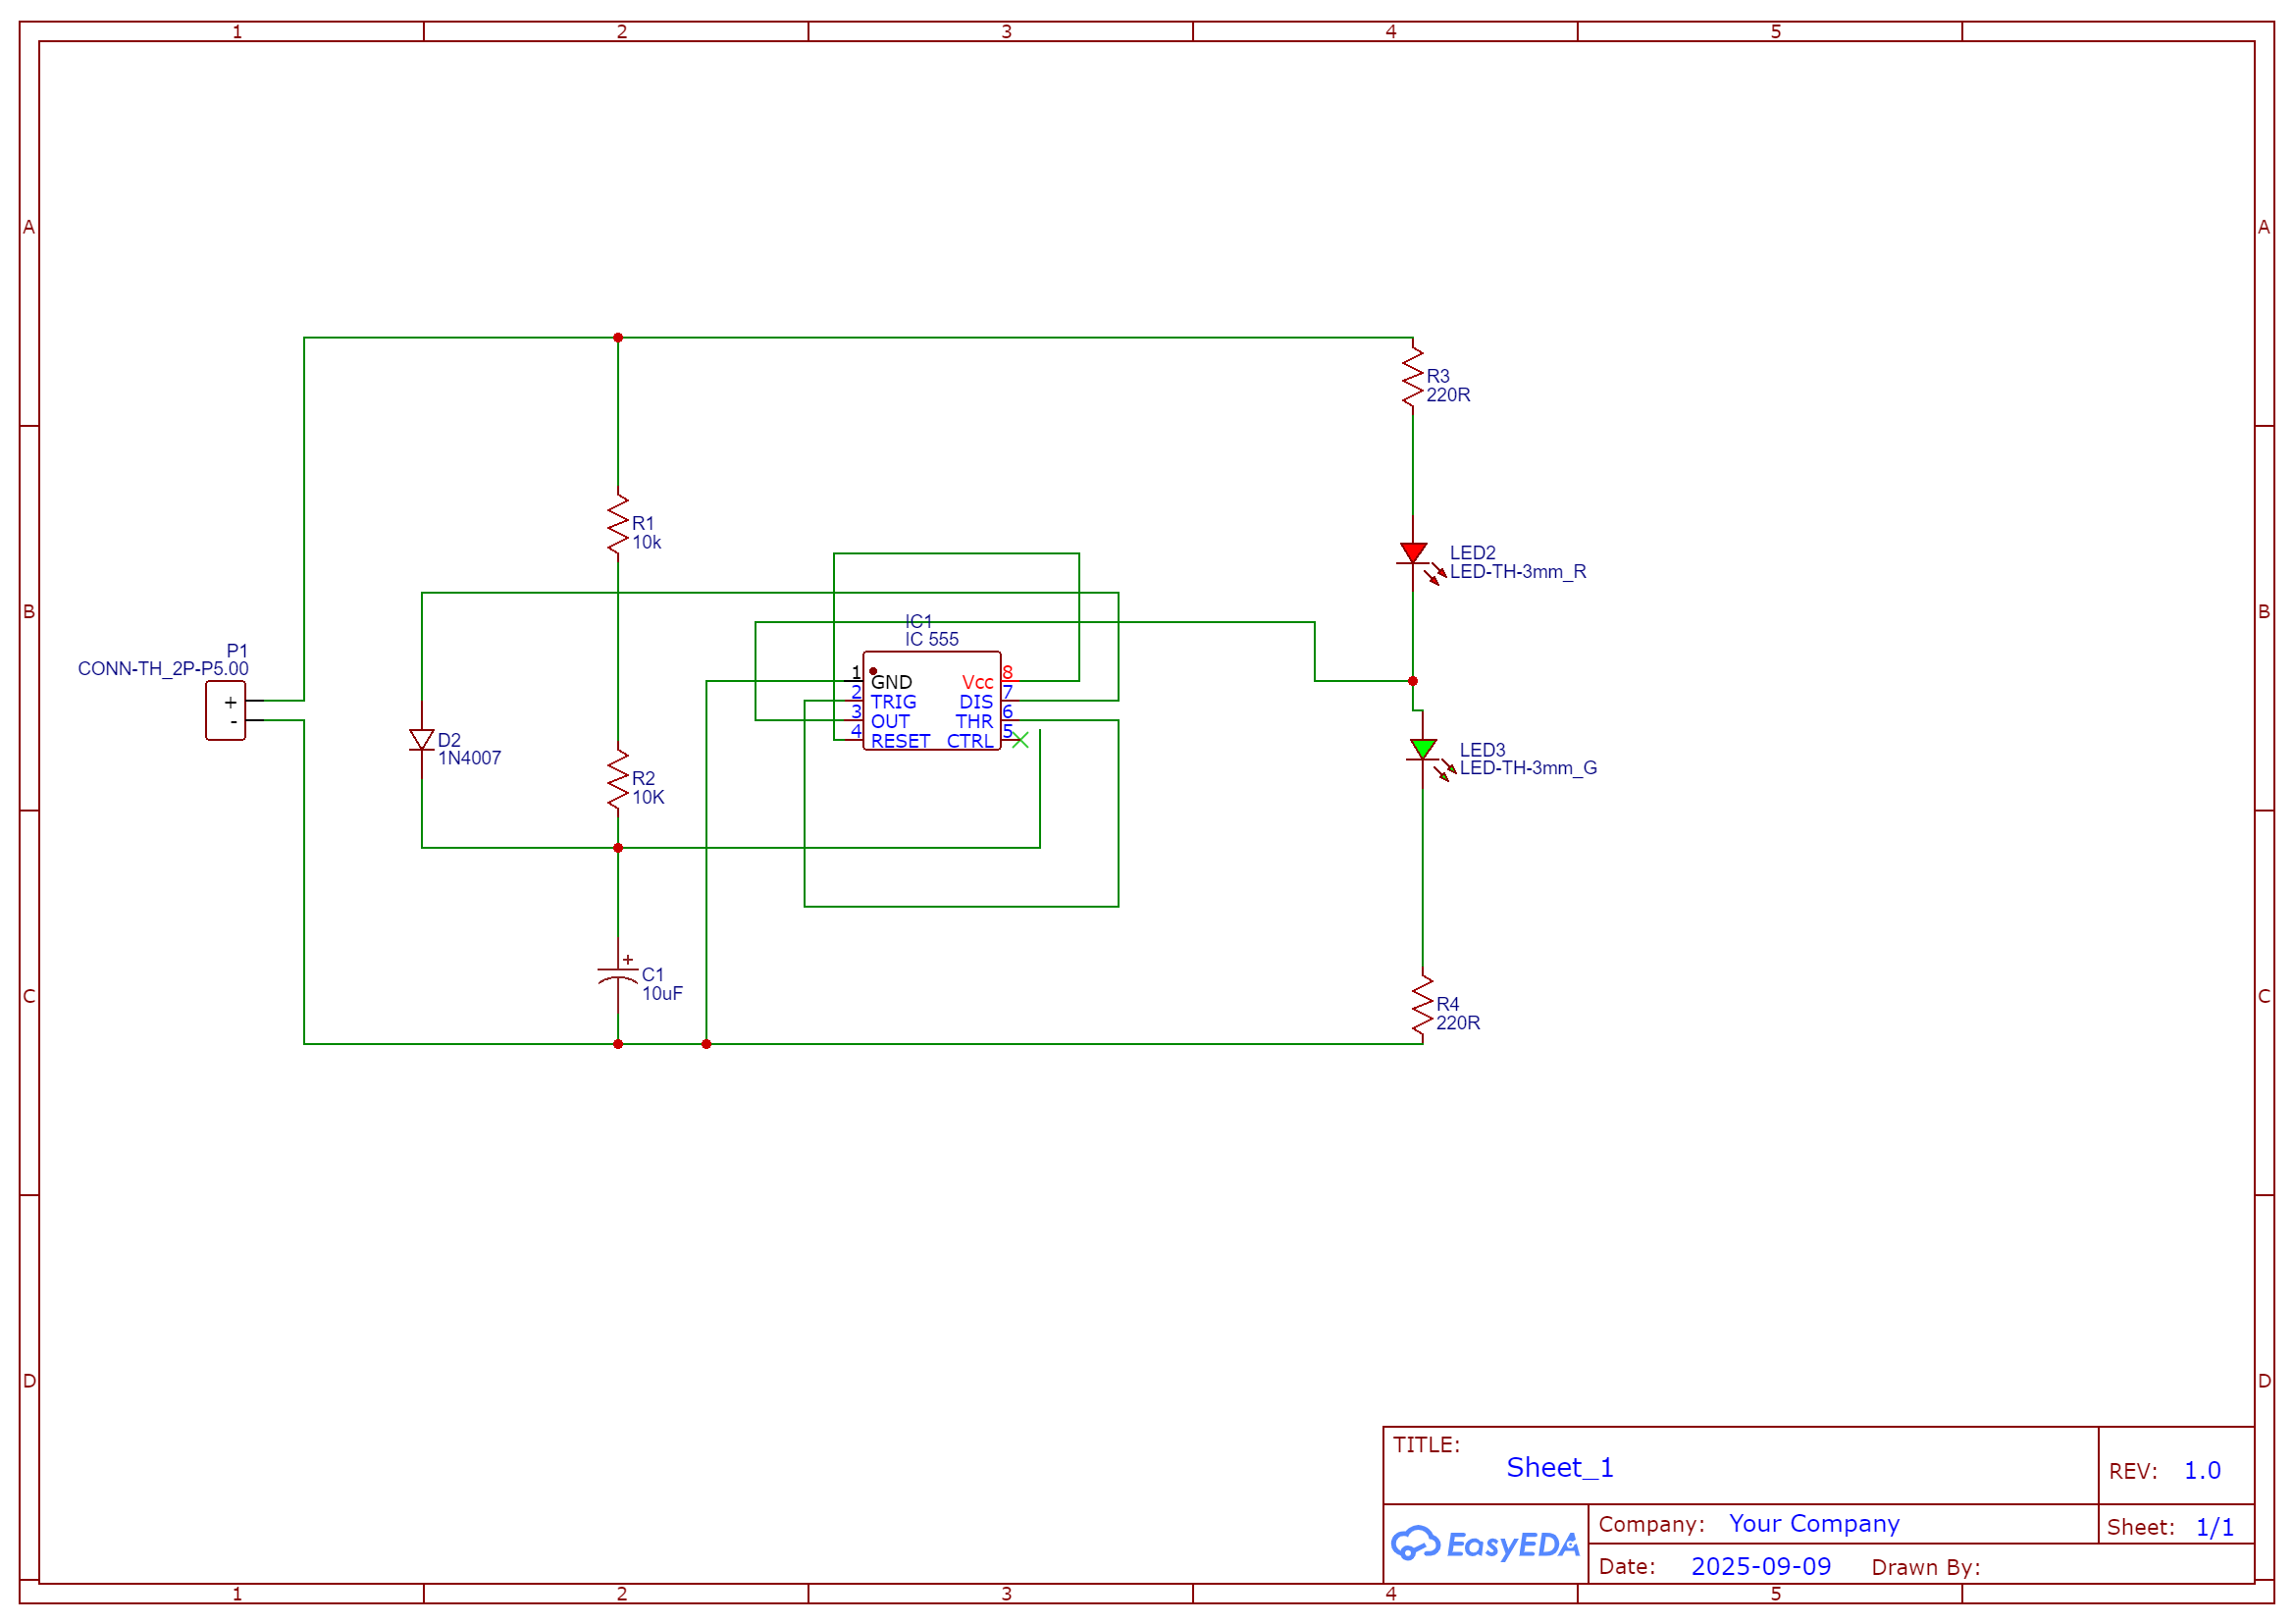 1 2 3 4 5
A A
R3
220R
R1
10k
LED2
LED-TH-3mm_R
B B
IC1
IC 555
P1
CONN-TH_2P-P5.00
+
-
1 GND Vcc 8
2 TRIG DIS 7
3 OUT THR 6
4 RESET CTRL 5
D2
1N4007
LED3
LED-TH-3mm_G
R2
10K
+
C1
10uF
C C
R4
220R
D D
TITLE:
Sheet_1
REV: 1.0
EasyEDA
Company: Your Company
Sheet: 1/1
Date: 2025-09-09 Drawn By:
1 2 3 4 5